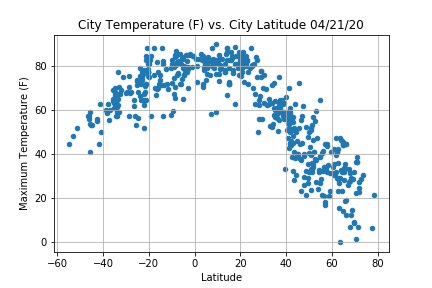 City Temperature (F) vs. City Latitude 04/21/20
Maximum Temperature (F)
80
60
40
20
0
−60 −40 −20 0 20 40 60 80
Latitude